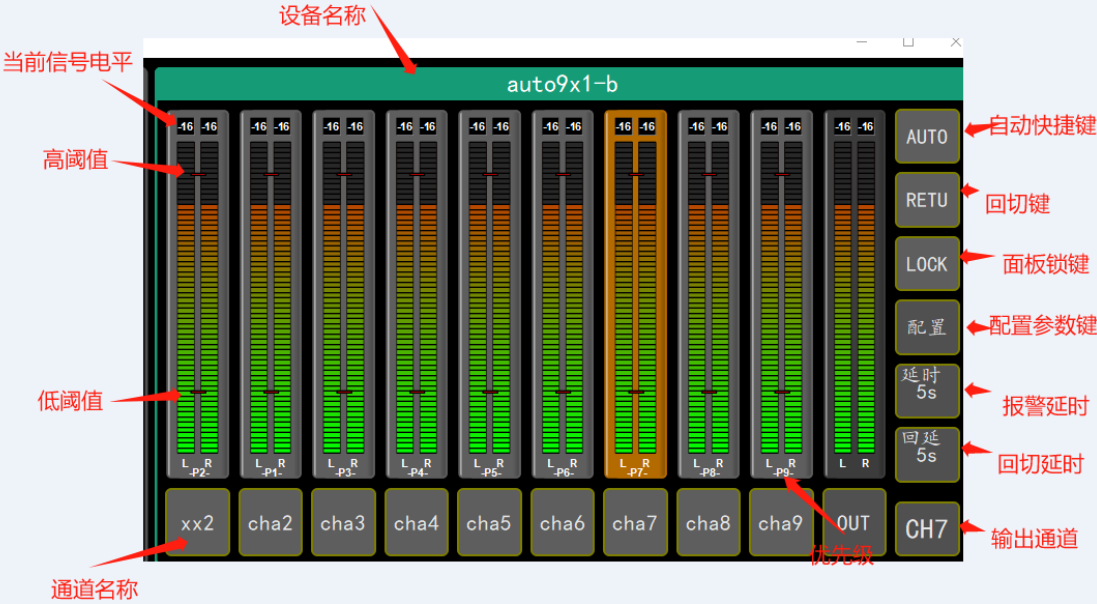 设备名称
当前信号电平
auto9x1-b
-16 -16 -16 -16 -16 -16 -16 -16 -16 -16 -16 -16 -16 -16 -16 -16 -16 -16 -16 -16
AUTO
自动快捷键
高阈值
RETU
回切键
LOCK
面板锁键
配置
配置参数键
延时
5s
报警延时
低阈值
回延
5s
回切延时
L R L R L R L R L R L R L R L R L R L R
-P2- -P1- -P3- -P4- -P5- -P6- -P7- -P8- -P9-
xx2 cha2 cha3 cha4 cha5 cha6 cha7 cha8 cha9 OUT
CH7
输出通道
优先级
通道名称